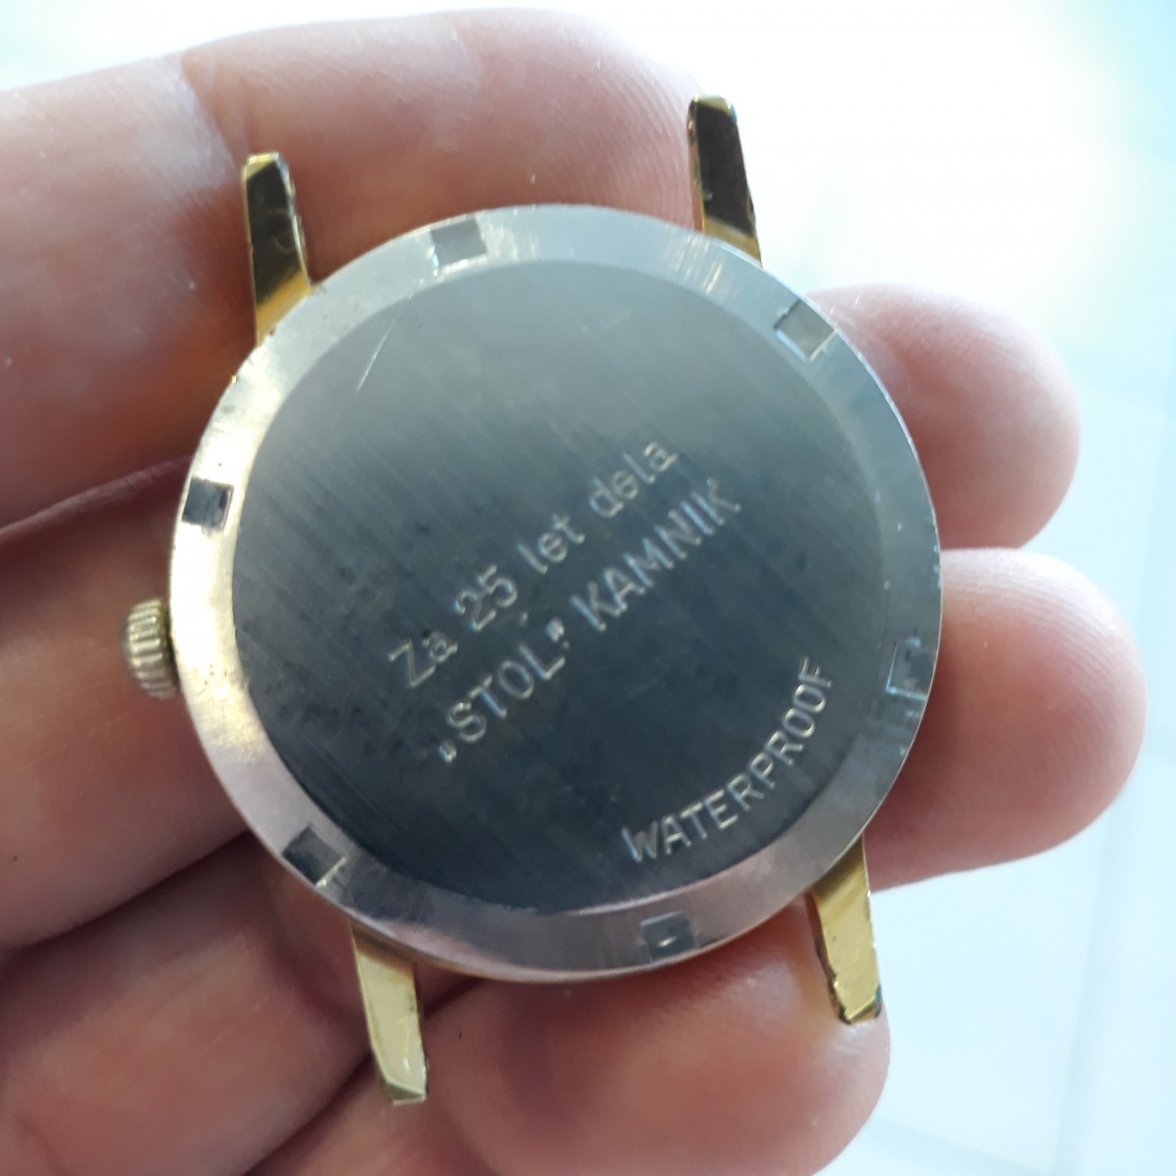 Za 25 let dela
„STOL” KAMNIK
WATERPROOF